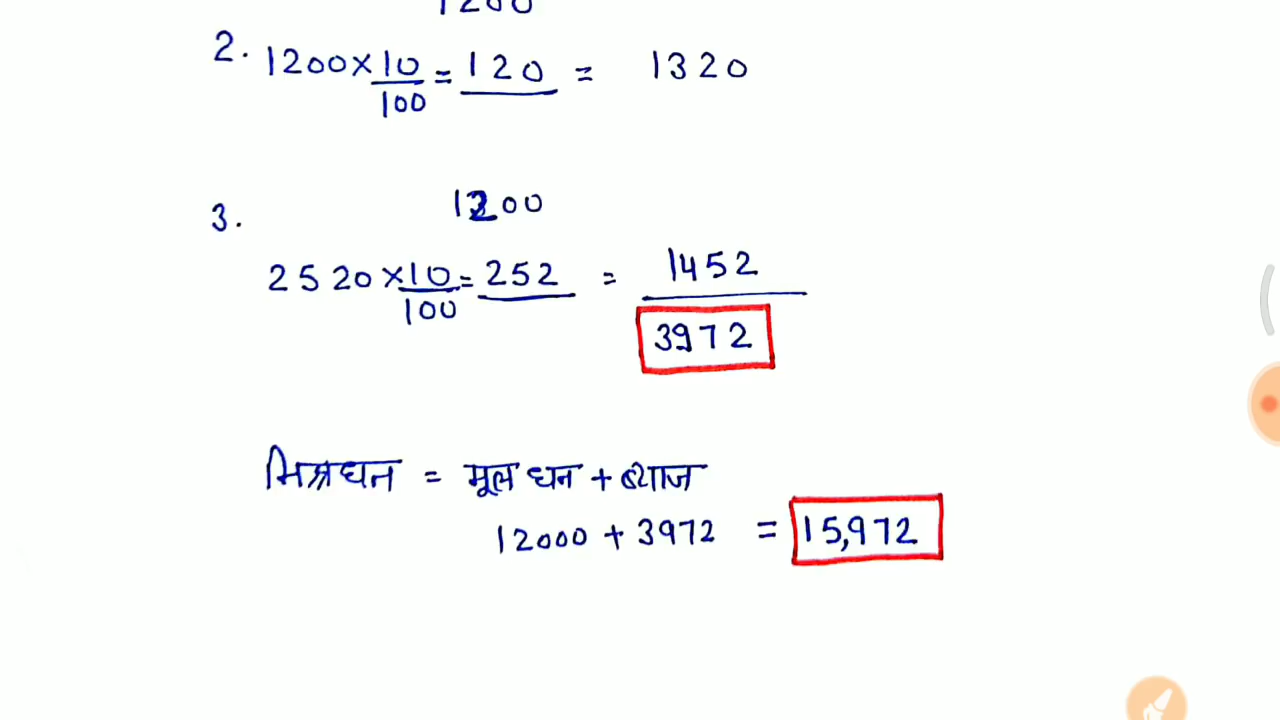 1200
2. 1200 × 10/100 = 120 = 1320
3. 1200
2520 × 10/100 = 252 = 1452
3972
मिश्रधन = मूलधन + ब्याज
12000 + 3972 = 15,972